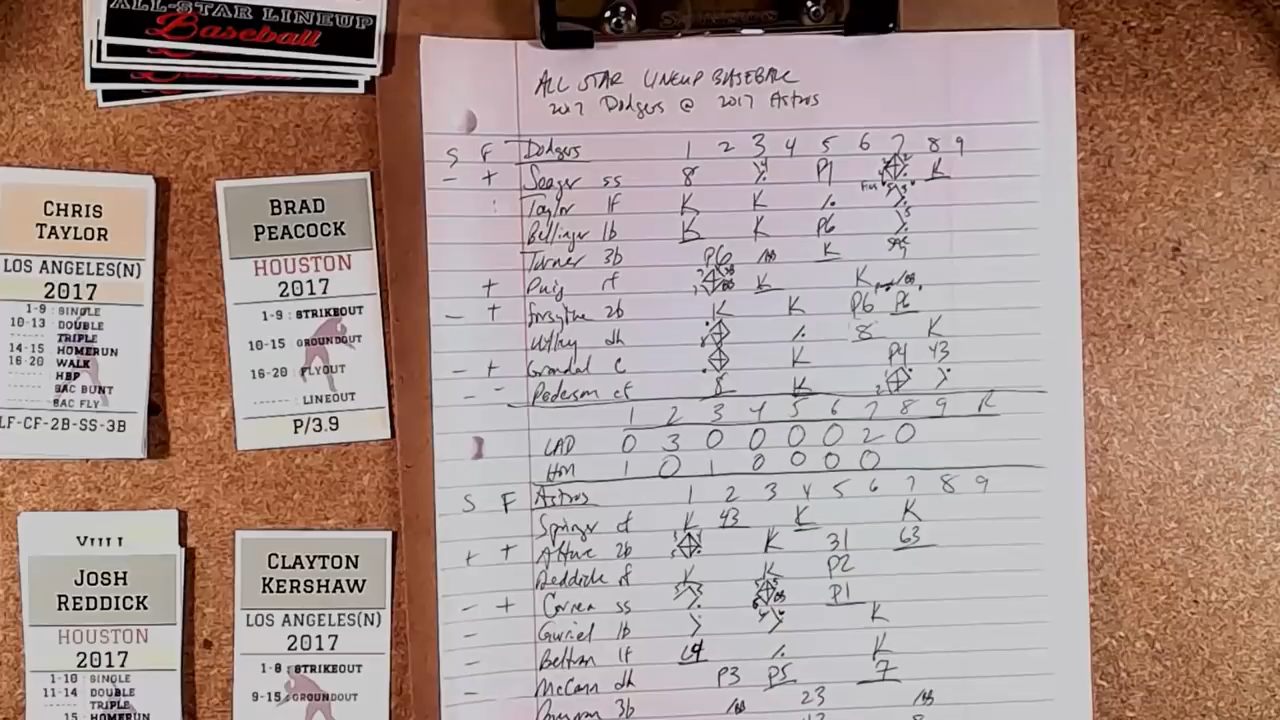 ALL-STAR LINEUP
Baseball
CHRIS
TAYLOR
LOS ANGELES(N)
2017
1-9 : SINGLE
10-13 : DOUBLE
------ TRIPLE
14-15 : HOMERUN
16-20 : WALK
------ HBP
------ SAC BUNT
------ SAC FLY
LF-CF-2B-SS-3B
BRAD
PEACOCK
HOUSTON
2017
1-9 : STRIKEOUT
10-15 : GROUNDOUT
16-20 : FLYOUT
------ : LINEOUT
P/3.9
JOSH
REDDICK
HOUSTON
2017
1-10 : SINGLE
11-14 : DOUBLE
------ TRIPLE
15 : HOMERUN
CLAYTON
KERSHAW
LOS ANGELES(N)
2017
1-8 : STRIKEOUT
9-15 : GROUNDOUT
ALL STAR LINEUP BASEBALL
2017 Dodgers @ 2017 Astros
S F Dodgers 1 2 3 4 5 6 7 8 9
- + Seager ss 8 P1 K
Taylor lf K K
Bellinger 1b K K P6
Turner 3b P6 K
+ Puig rf K K
- + Forsythe 2b K K P6 P6
Utley dh 8 K
- + Grandal c K P4 43
- Pederson cf 8 K
1 2 3 4 5 6 7 8 9 R
LAD 0 3 0 0 0 0 2 0
HOU 1 0 1 0 0 0 0
S F Astros 1 2 3 4 5 6 7 8 9
Springer cf K 43 K K
+ + Altuve 2b K 31 63
Reddick rf K K P2
- + Correa ss P1
- Gurriel 1b K
- Beltran lf K
- McCann dh P3 P5 7
3b 23